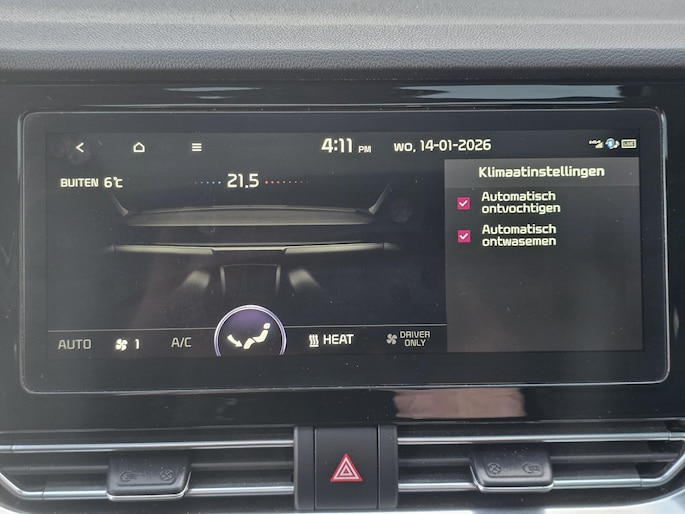 4:11 PM wo, 14-01-2026
BUITEN 6°C
21.5
Klimaatinstellingen
Automatisch
ontvochtigen
Automatisch
ontwasemen
AUTO
1
A/C
HEAT
DRIVER
ONLY